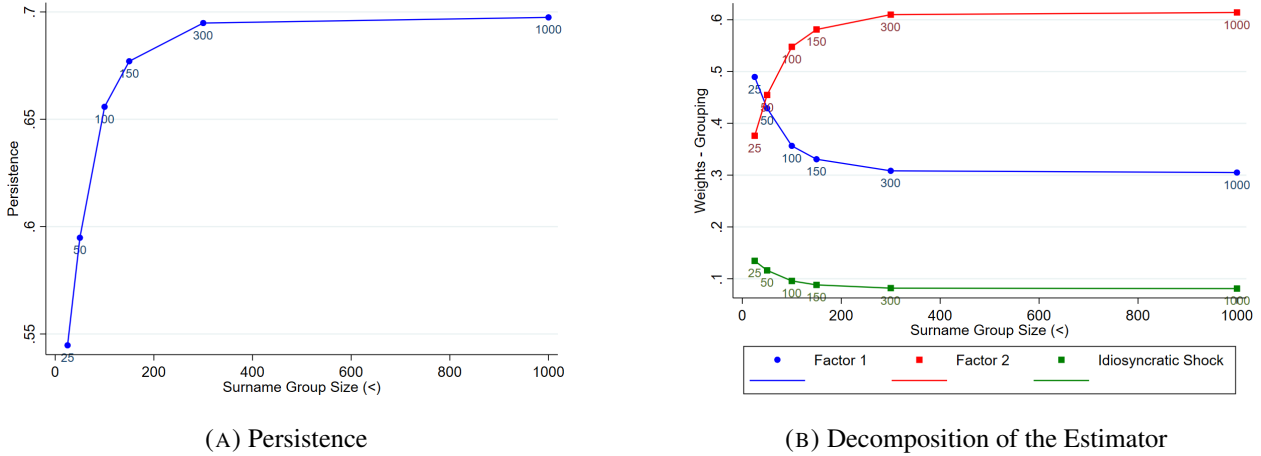 .7
.65
.6
.55
Persistence
25
50
100
150
300
1000
0 200 400 600 800 1000
Surname Group Size (<)
(A) Persistence
.6
.5
.4
.3
.2
.1
Weights - Grouping
25 50 100 150 300 1000
25 50 100 150 300 1000
25 50 100 150 300 1000
0 200 400 600 800 1000
Surname Group Size (<)
Factor 1 Factor 2 Idiosyncratic Shock
(B) Decomposition of the Estimator